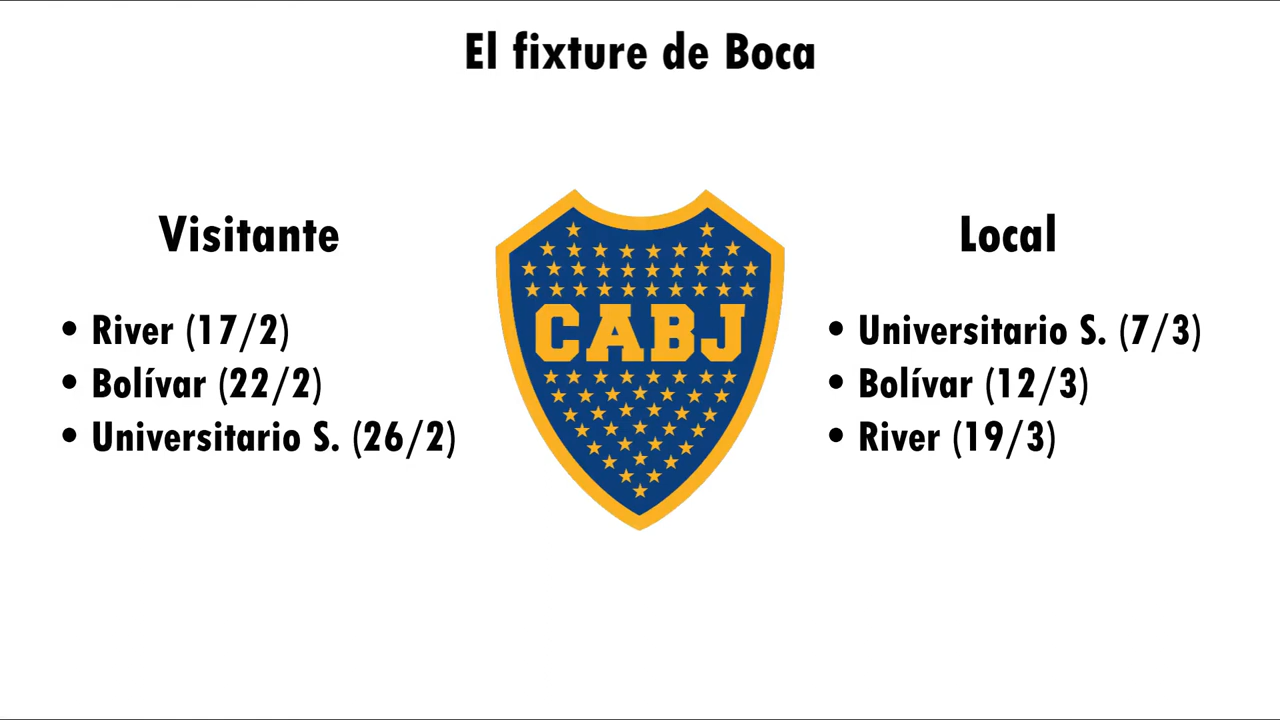 El fixture de Boca
Visitante
• River (17/2)
• Bolívar (22/2)
• Universitario S. (26/2)
CABJ
Local
• Universitario S. (7/3)
• Bolívar (12/3)
• River (19/3)